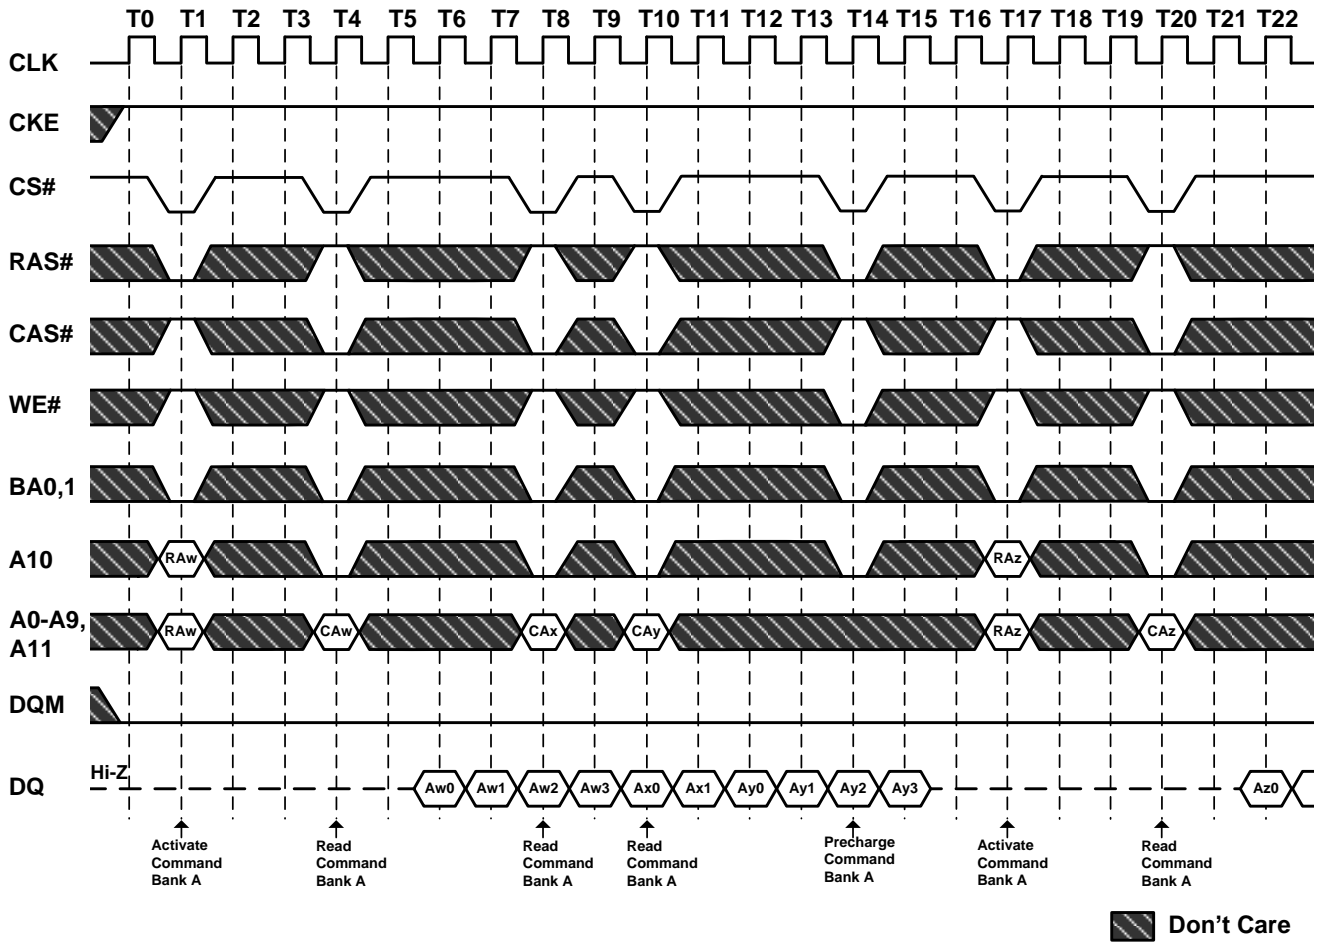 T0 T1 T2 T3 T4 T5 T6 T7 T8 T9 T10 T11 T12 T13 T14 T15 T16 T17 T18 T19 T20 T21 T22
CLK
CKE
CS#
RAS#
CAS#
WE#
BA0,1
A10 RAw RAz
A0-A9,
A11
RAw CAw CAx CAy RAz CAz
DQM
Hi-Z
DQ Aw0 Aw1 Aw2 Aw3 Ax0 Ax1 Ay0 Ay1 Ay2 Ay3 Az0
Activate
Command
Bank A
Read
Command
Bank A
Read
Command
Bank A
Read
Command
Bank A
Precharge
Command
Bank A
Activate
Command
Bank A
Read
Command
Bank A
Don't Care